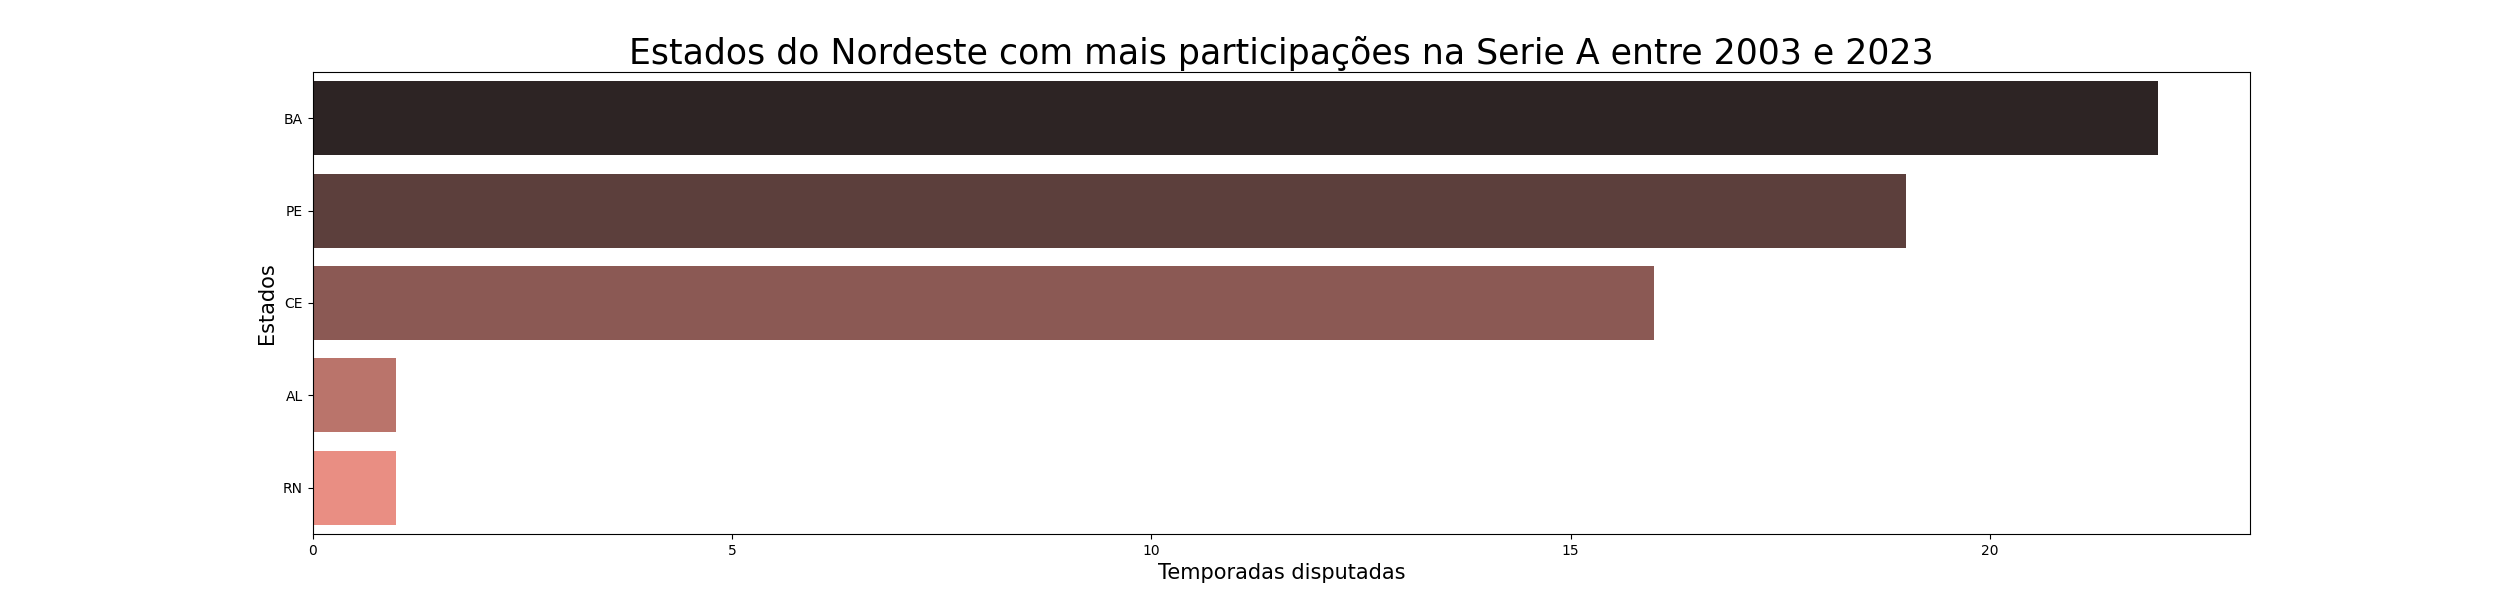 Estados do Nordeste com mais participações na Serie A entre 2003 e 2023
Estados
BA
PE
CE
AL
RN
0 5 10 15 20
Temporadas disputadas